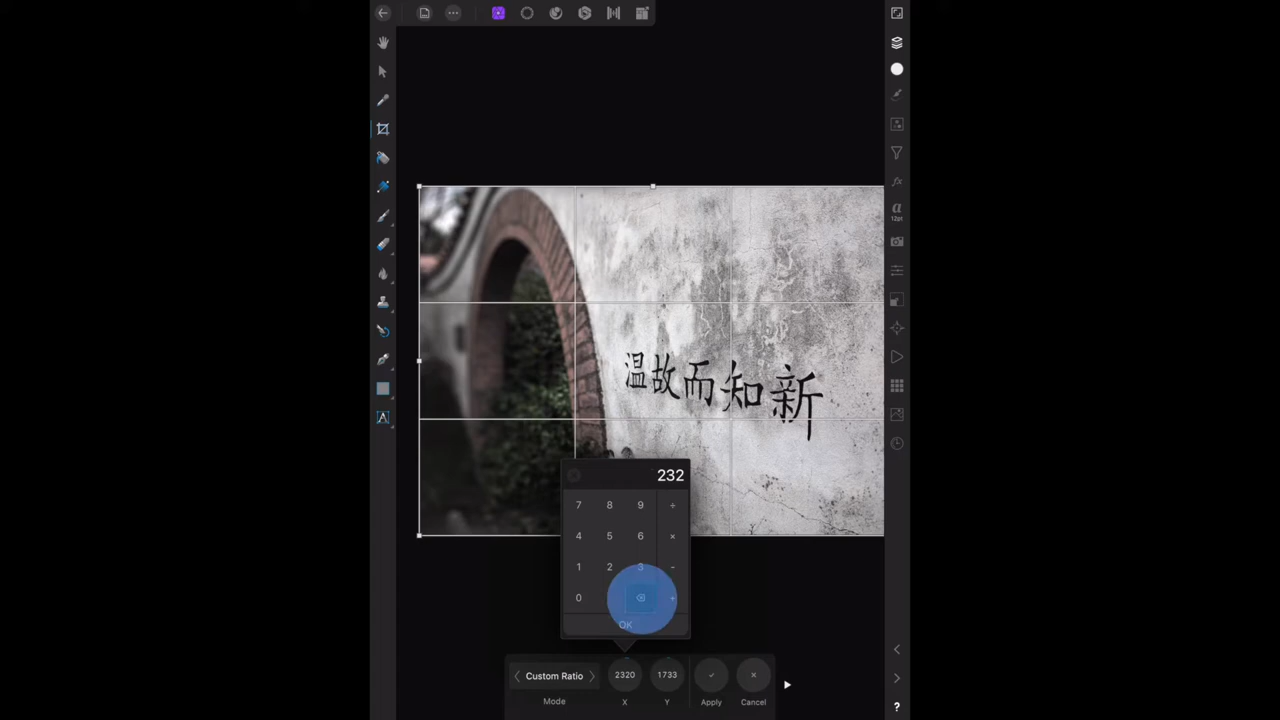 a
12pt
温故而知新
232
7 8 9 ÷
4 5 6 ×
1 2 3 -
0 +
OK
Custom Ratio 2320 1733
Mode X Y Apply Cancel
?